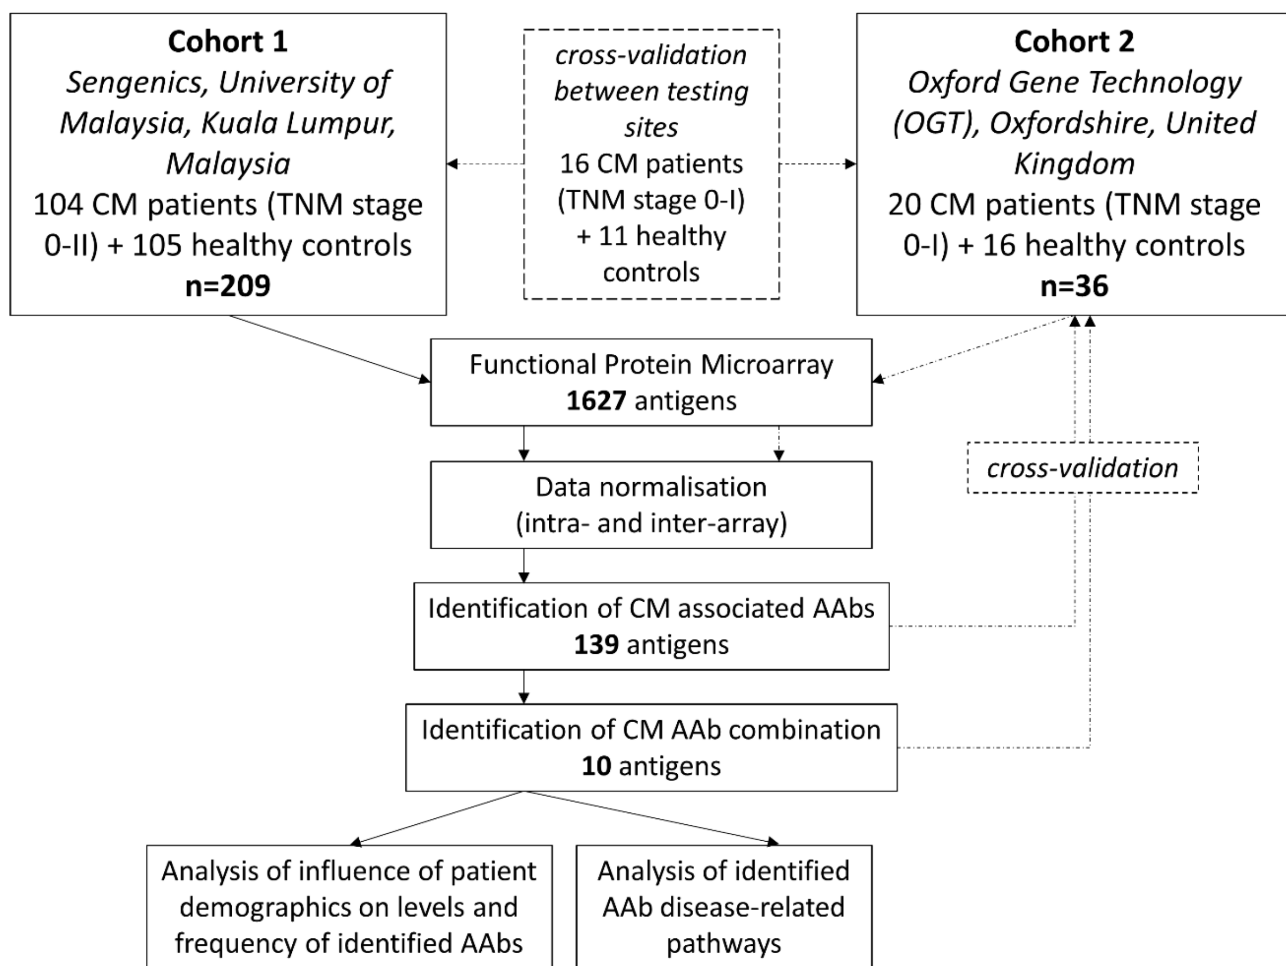 Cohort 1
Sengenics, University of
Malaysia, Kuala Lumpur,
Malaysia
104 CM patients (TNM stage
0-II) + 105 healthy controls
n=209
cross-validation
between testing
sites
16 CM patients
(TNM stage 0-I)
+ 11 healthy
controls
Cohort 2
Oxford Gene Technology
(OGT), Oxfordshire, United
Kingdom
20 CM patients (TNM stage
0-I) + 16 healthy controls
n=36
Functional Protein Microarray
1627 antigens
Data normalisation
(intra- and inter-array)
cross-validation
Identification of CM associated AAbs
139 antigens
Identification of CM AAb combination
10 antigens
Analysis of influence of patient
demographics on levels and
frequency of identified AAbs
Analysis of identified
AAb disease-related
pathways